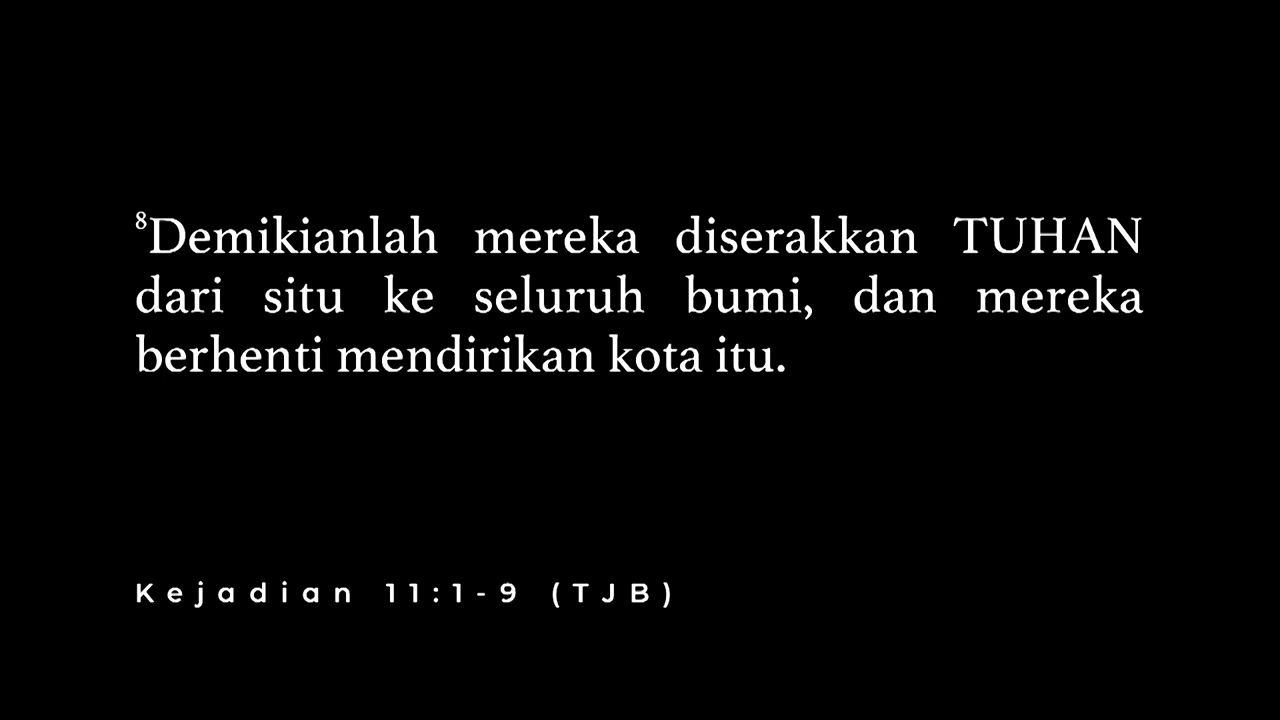 ⁸Demikianlah mereka diserakkan TUHAN
dari situ ke seluruh bumi, dan mereka
berhenti mendirikan kota itu.
Kejadian 11:1-9 (TJB)